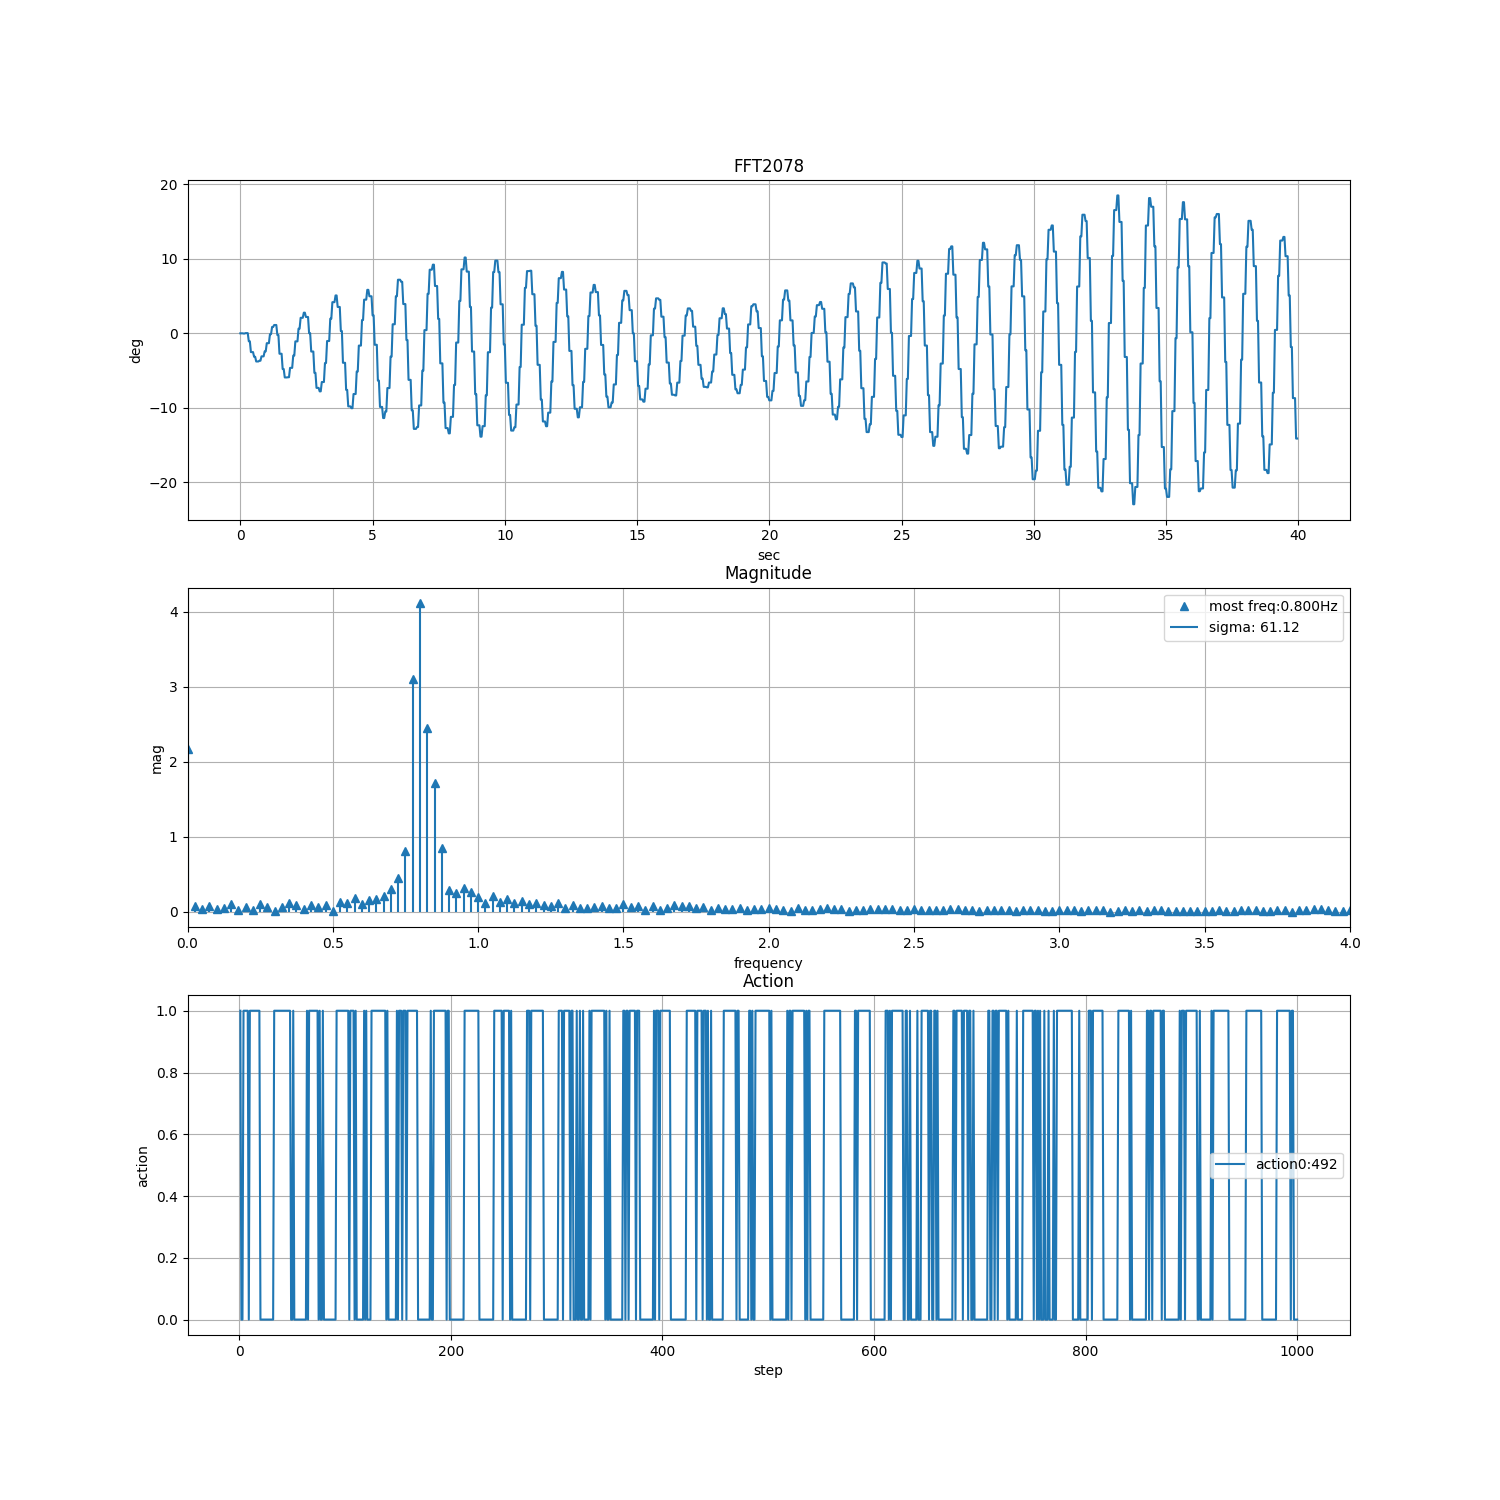 FFT2078
20
10
0
−10
−20
deg
0 5 10 15 20 25 30 35 40
sec
Magnitude
most freq:0.800Hz
sigma: 61.12
4
3
2
1
0
mag
0.0 0.5 1.0 1.5 2.0 2.5 3.0 3.5 4.0
frequency
Action
1.0
0.8
0.6
0.4
0.2
0.0
action
action0:492
0 200 400 600 800 1000
step